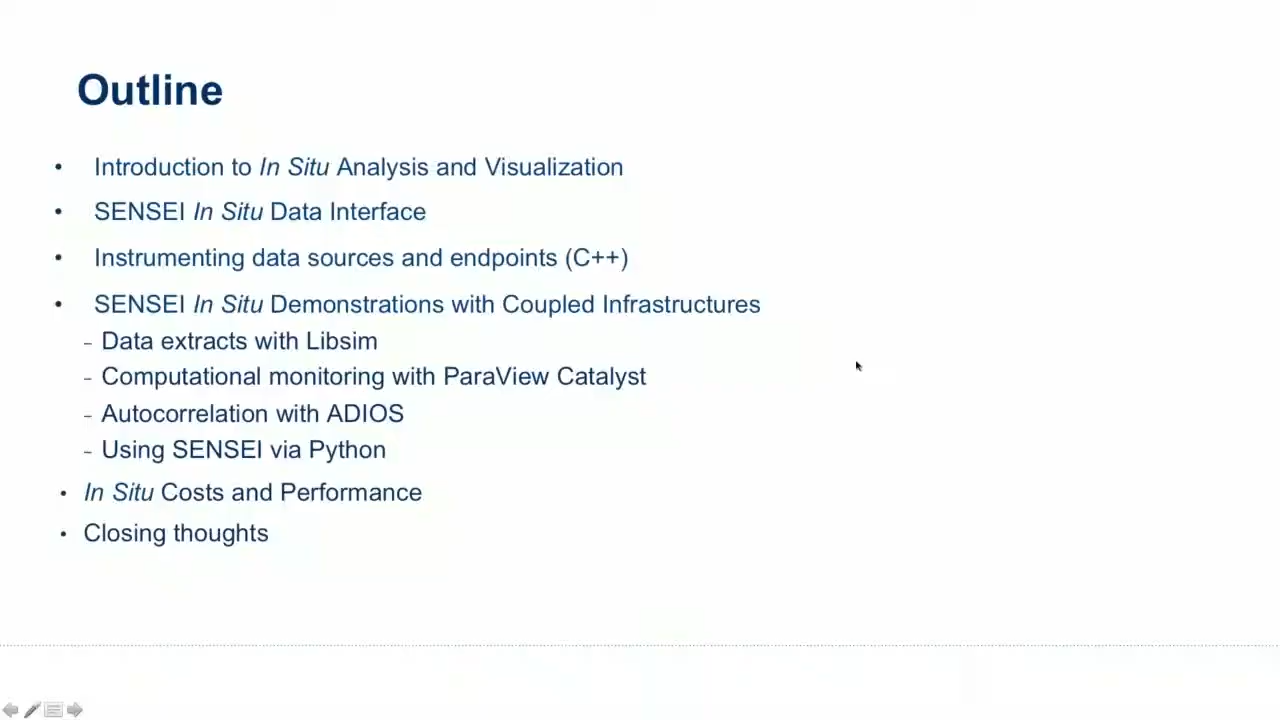 Outline
• Introduction to In Situ Analysis and Visualization
• SENSEI In Situ Data Interface
• Instrumenting data sources and endpoints (C++)
• SENSEI In Situ Demonstrations with Coupled Infrastructures
– Data extracts with Libsim
– Computational monitoring with ParaView Catalyst
– Autocorrelation with ADIOS
– Using SENSEI via Python
• In Situ Costs and Performance
• Closing thoughts